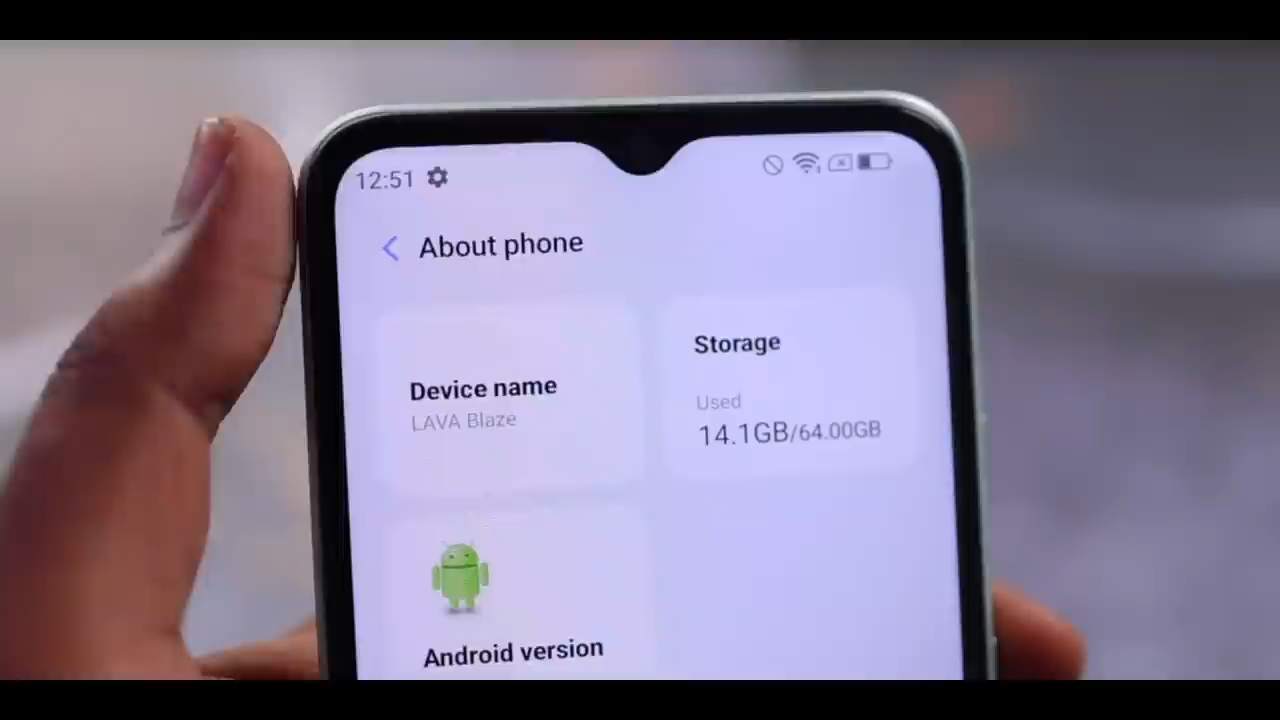 12:51
About phone
Device name
LAVA Blaze
Storage
Used
14.1GB/64.00GB
Android version